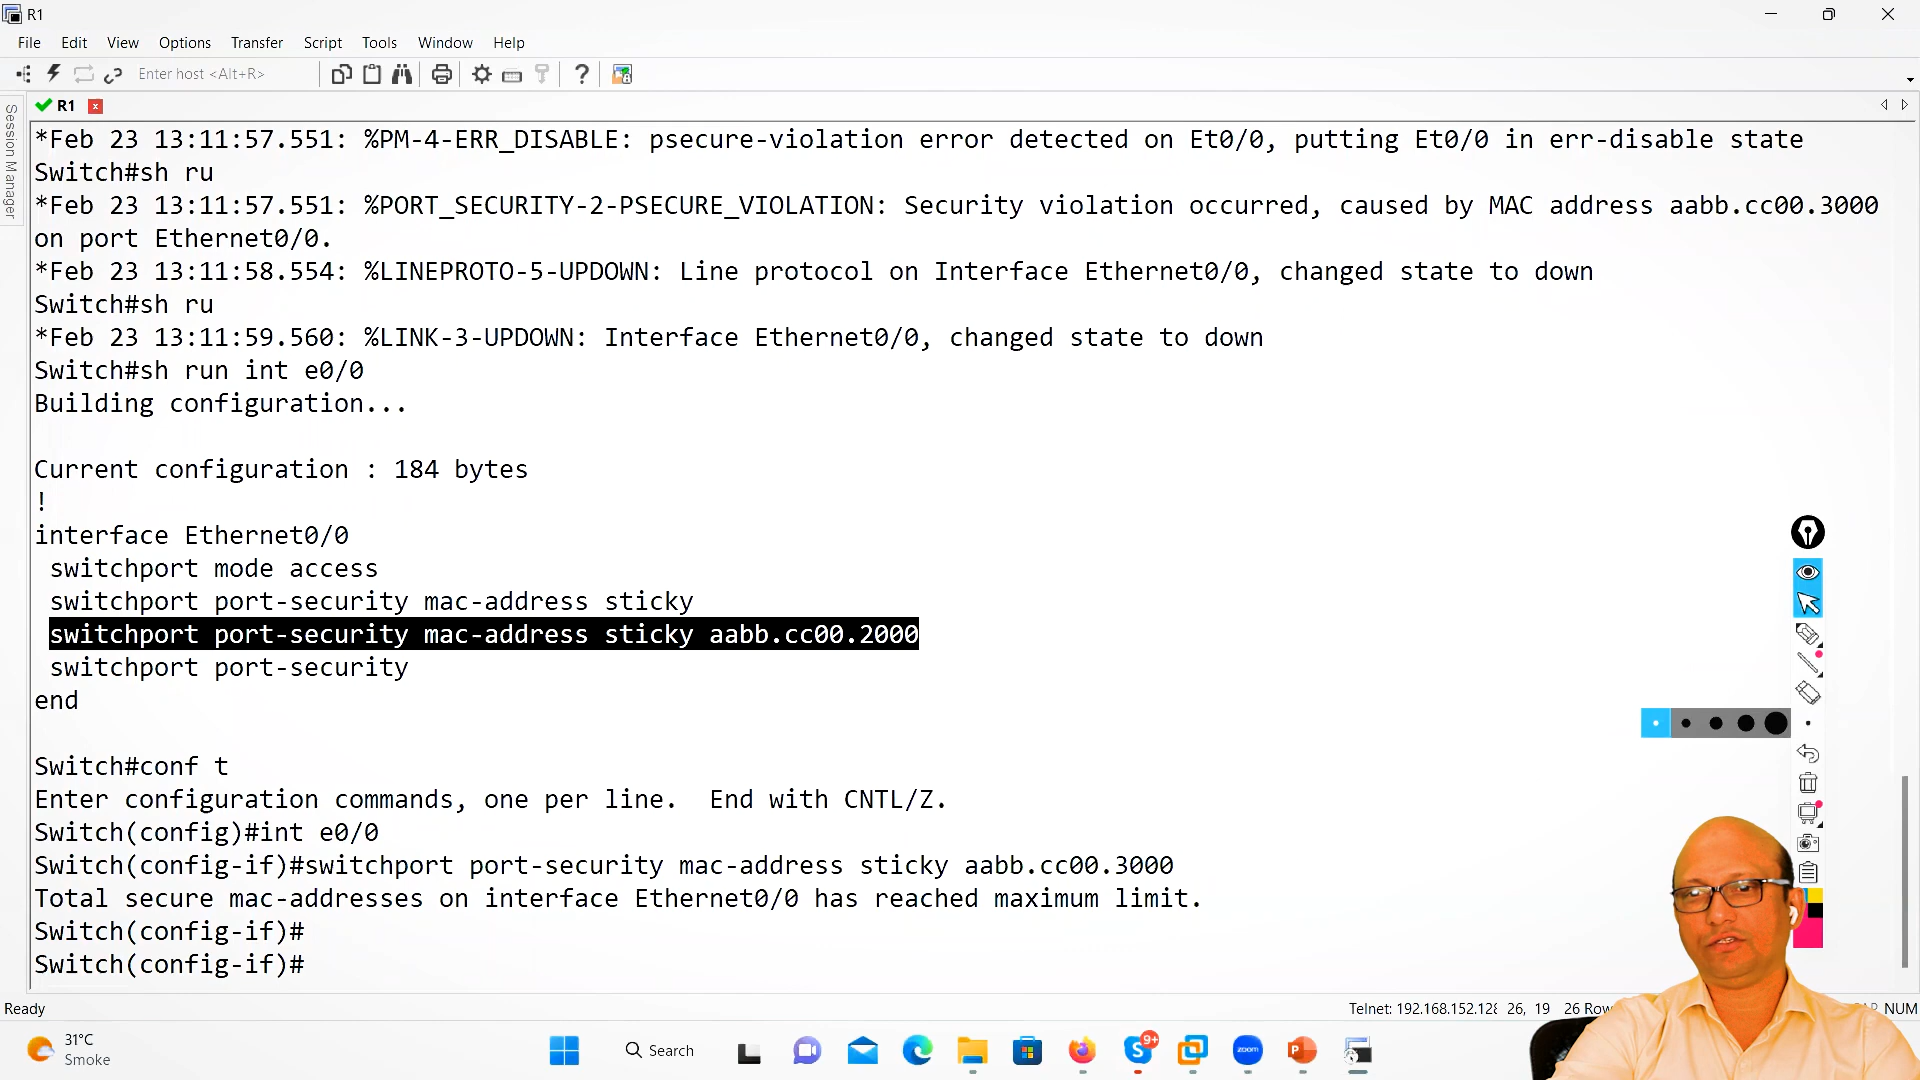 R1
File Edit View Options Transfer Script Tools Window Help
Enter host <Alt+R>
R1
Session Manager
*Feb 23 13:11:57.551: %PM-4-ERR_DISABLE: psecure-violation error detected on Et0/0, putting Et0/0 in err-disable state
Switch#sh ru
*Feb 23 13:11:57.551: %PORT_SECURITY-2-PSECURE_VIOLATION: Security violation occurred, caused by MAC address aabb.cc00.3000
on port Ethernet0/0.
*Feb 23 13:11:58.554: %LINEPROTO-5-UPDOWN: Line protocol on Interface Ethernet0/0, changed state to down
Switch#sh ru
*Feb 23 13:11:59.560: %LINK-3-UPDOWN: Interface Ethernet0/0, changed state to down
Switch#sh run int e0/0
Building configuration...
Current configuration : 184 bytes
!
interface Ethernet0/0
switchport mode access
switchport port-security mac-address sticky
switchport port-security mac-address sticky aabb.cc00.2000
switchport port-security
end
Switch#conf t
Enter configuration commands, one per line.  End with CNTL/Z.
Switch(config)#int e0/0
Switch(config-if)#switchport port-security mac-address sticky aabb.cc00.3000
Total secure mac-addresses on interface Ethernet0/0 has reached maximum limit.
Switch(config-if)#
Switch(config-if)#
Ready Telnet: 192.168.152.128 26, 19 26 NUM
31°C
Smoke
Search
9+
zoom